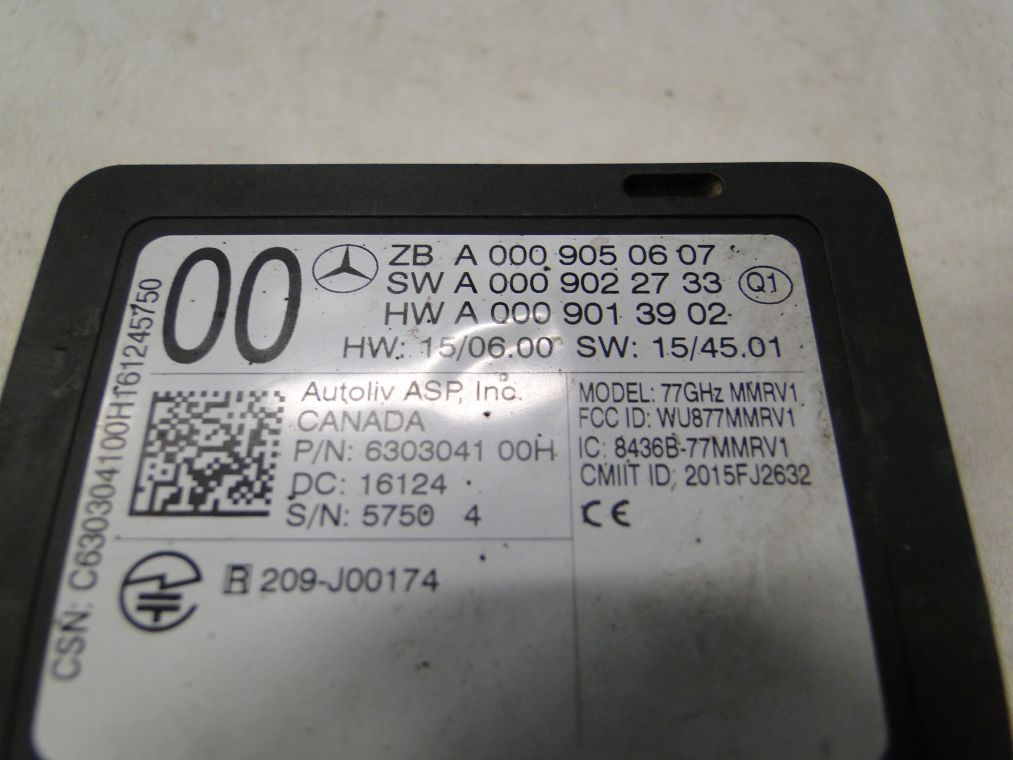 00
ZB A 000 905 06 07
SW A 000 902 27 33
Q1
HW A 000 901 39 02
HW: 15/06.00 SW: 15/45.01
Autoliv ASP, Inc.
CANADA
P/N: 6303041 00H
DC: 16124
S/N: 5750 4
MODEL: 77GHz MMRV1
FCC ID: WU877MMRV1
IC: 8436B-77MMRV1
CMIIT ID: 2015FJ2632
CE
R 209-J00174
CSN: C630304100H161245750